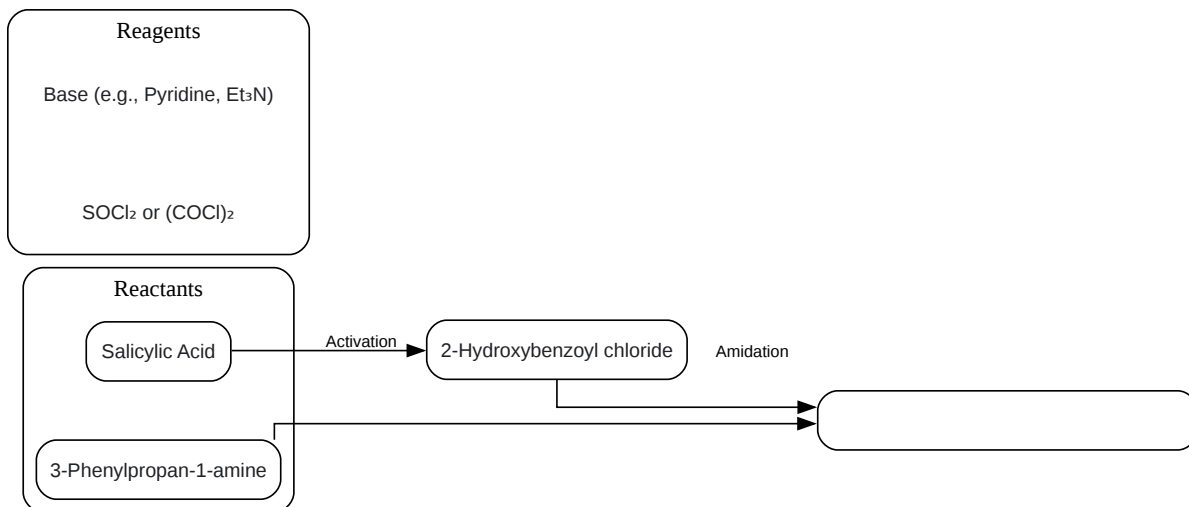 Reagents
Base (e.g., Pyridine, Et₃N)
SOCl₂ or (COCl)₂
Reactants
Salicylic Acid
Activation
2-Hydroxybenzoyl chloride
Amidation
3-Phenylpropan-1-amine